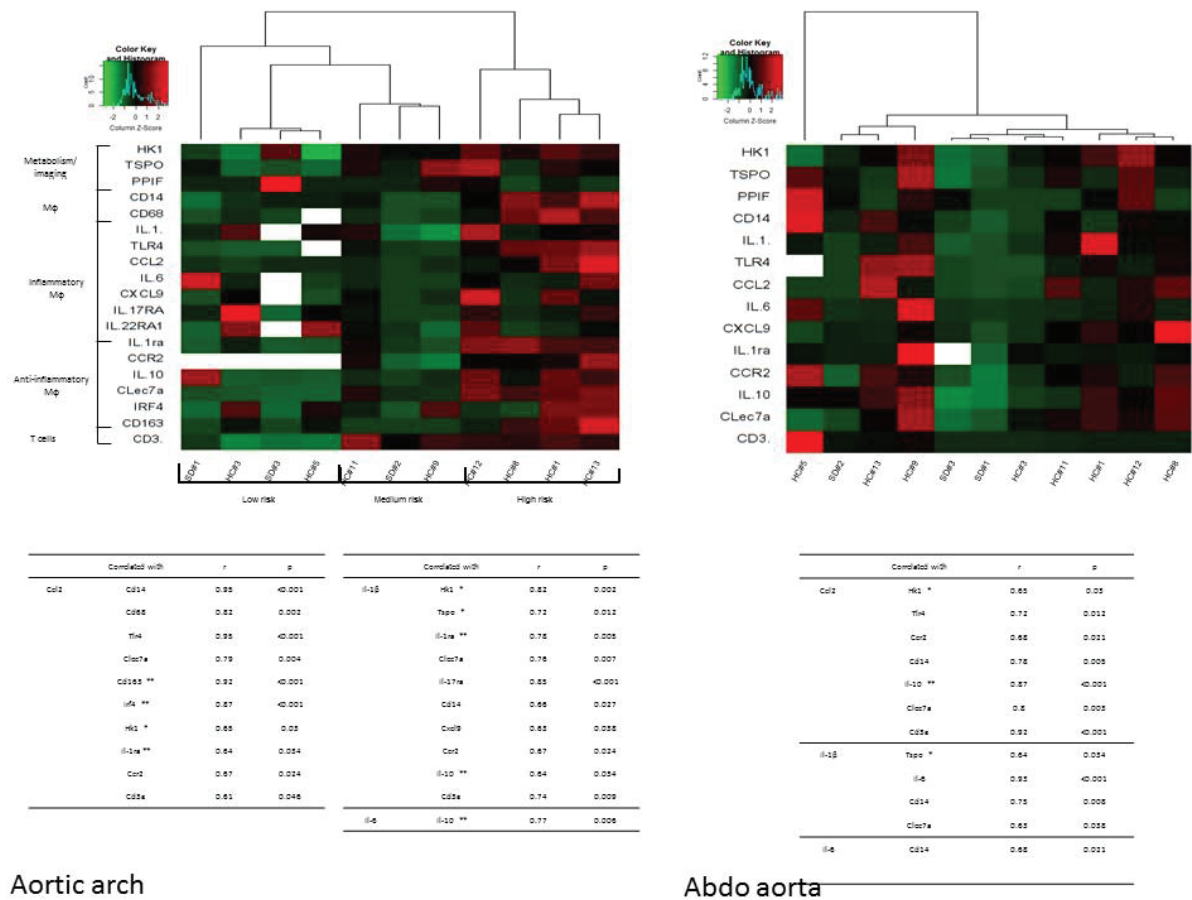 Color Key
and Histogram
Count
0 5 15
-2 0 2
Column Z-Score
Metabolism/
imaging
Mφ
Inflammatory
Mφ
Anti-inflammatory
Mφ
T cells
HK1
TSPO
PPIF
CD14
CD68
IL.1.
TLR4
CCL2
IL.6
CXCL9
IL.17RA
IL.22RA1
IL.1ra
CCR2
IL.10
CLec7a
IRF4
CD163
CD3.
SD#1 HC#3 SD#3 HC#5 HC#11 SD#2 HC#9 HC#12 HC#8 HC#1 HC#13
Low risk Medium risk High risk
Color Key
and Histogram
Count
0 4 8 12
-2 0 2
Column Z-Score
HK1
TSPO
PPIF
CD14
IL.1.
TLR4
CCL2
IL.6
CXCL9
IL.1ra
CCR2
IL.10
CLec7a
CD3.
HC#5 SD#2 HC#13 HC#9 SD#3 SD#1 HC#3 HC#11 HC#1 HC#12 HC#8
Correlated with r p
Ccl2 Cd14 0.95 <0.001
Cd68 0.82 0.002
Tlr4 0.95 <0.001
Clec7a 0.79 0.004
Cd163 ** 0.92 <0.001
Irf4 ** 0.87 <0.001
Hk1 * 0.65 0.03
Il-1ra ** 0.64 0.034
Ccr2 0.67 0.024
Cd3e 0.61 0.046
Correlated with r p
Il-1β Hk1 * 0.82 0.002
Tspo * 0.72 0.012
Il-1ra ** 0.78 0.005
Clec7a 0.76 0.007
Il-17ra 0.85 <0.001
Cd14 0.66 0.027
Cxcl9 0.63 0.038
Ccr2 0.67 0.024
Il-10 ** 0.64 0.034
Cd3e 0.74 0.009
Il-6 Il-10 ** 0.77 0.006
Correlated with r p
Ccl2 Hk1 * 0.65 0.03
Tlr4 0.72 0.012
Ccr2 0.68 0.021
Cd14 0.78 0.005
Il-10 ** 0.87 <0.001
Clec7a 0.8 0.003
Cd3e 0.92 <0.001
Il-1β Tspo * 0.64 0.034
Il-6 0.93 <0.001
Cd14 0.75 0.008
Clec7a 0.63 0.038
Il-6 Cd14 0.68 0.021
Aortic arch
Abdo aorta